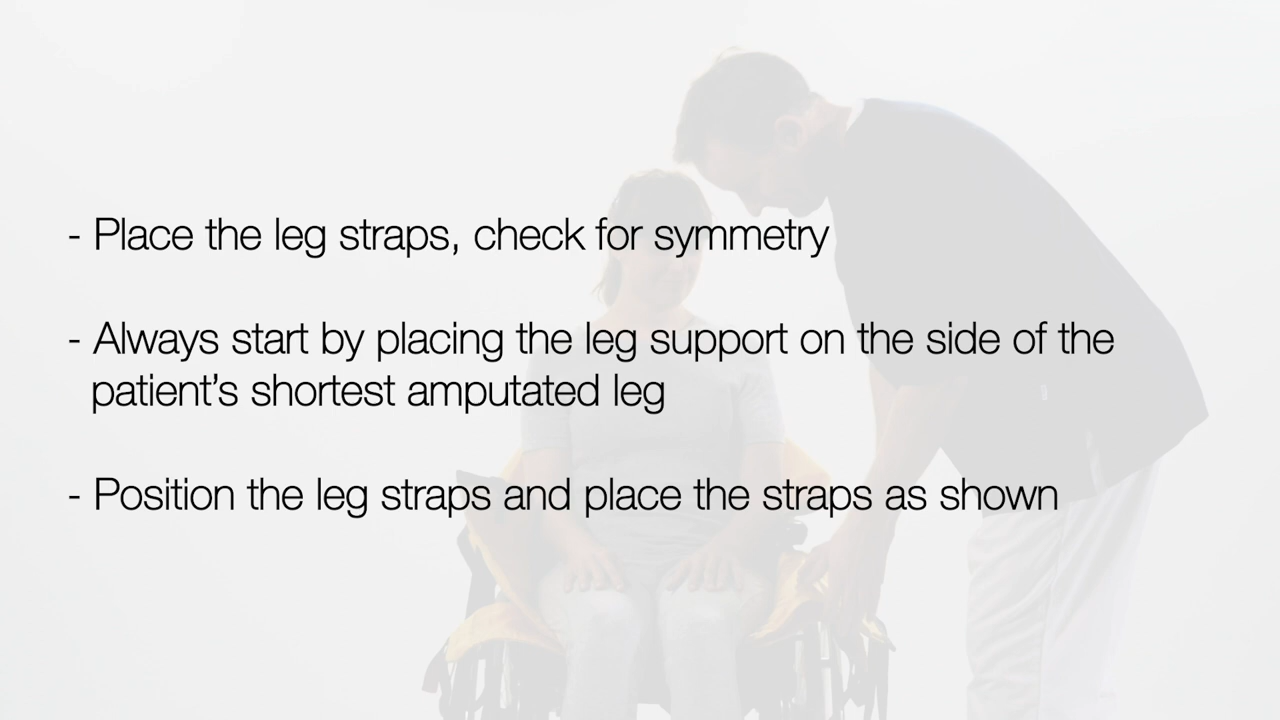 - Place the leg straps, check for symmetry
- Always start by placing the leg support on the side of the
patient’s shortest amputated leg
- Position the leg straps and place the straps as shown